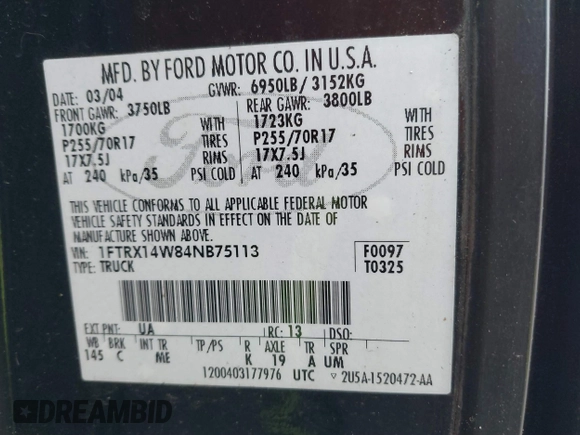 MFD. BY FORD MOTOR CO. IN U.S.A.
DATE: 03/04 GVWR: 6950LB/ 3152KG
FRONT GAWR: 3750LB REAR GAWR: 3800LB
1700KG WITH 1723KG WITH
P255/70R17 TIRES P255/70R17 TIRES
17X7.5J RIMS 17X7.5J RIMS
AT 240 kPa/35 PSI COLD AT 240 kPa/35 PSI COLD
Ford
THIS VEHICLE CONFORMS TO ALL APPLICABLE FEDERAL MOTOR
VEHICLE SAFETY STANDARDS IN EFFECT ON THE DATE OF
MANUFACTURE SHOWN ABOVE.
VIN: 1FTRX14W84NB75113 F0097
TYPE: TRUCK T0325
EXT PNT: UA RC: 13 DSO:
WB BRK INT TR TP/PS R AXLE TR SPR
145 C ME K 19 A UM
1200403177976 UTC 2U5A-1520472-AA
DREAMBID